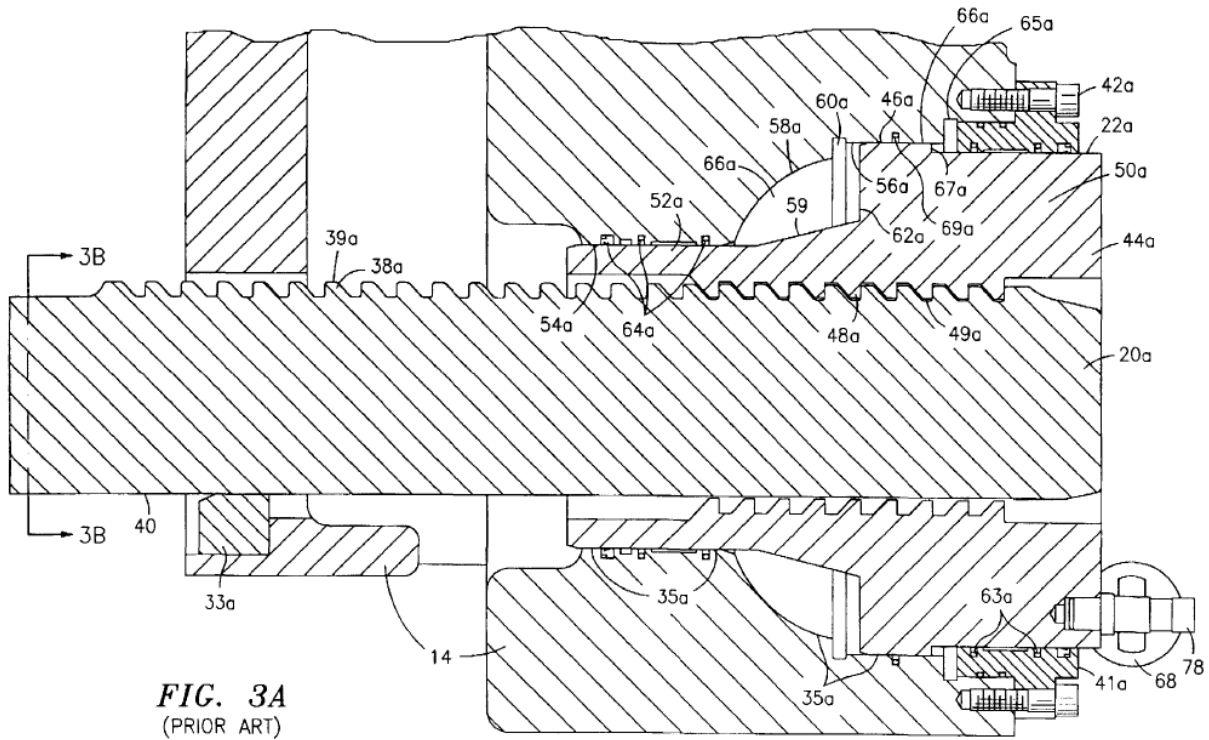 66a
65a
42a
60a
46a
58a
22a
66a
56a
67a
50a
52a
59
62a
69a
3B
39a
38a
44a
54a
64a
48a
49a
20a
40
3B
33a
35a
63a
14
35a
41a
68
78
FIG. 3A
(PRIOR ART)